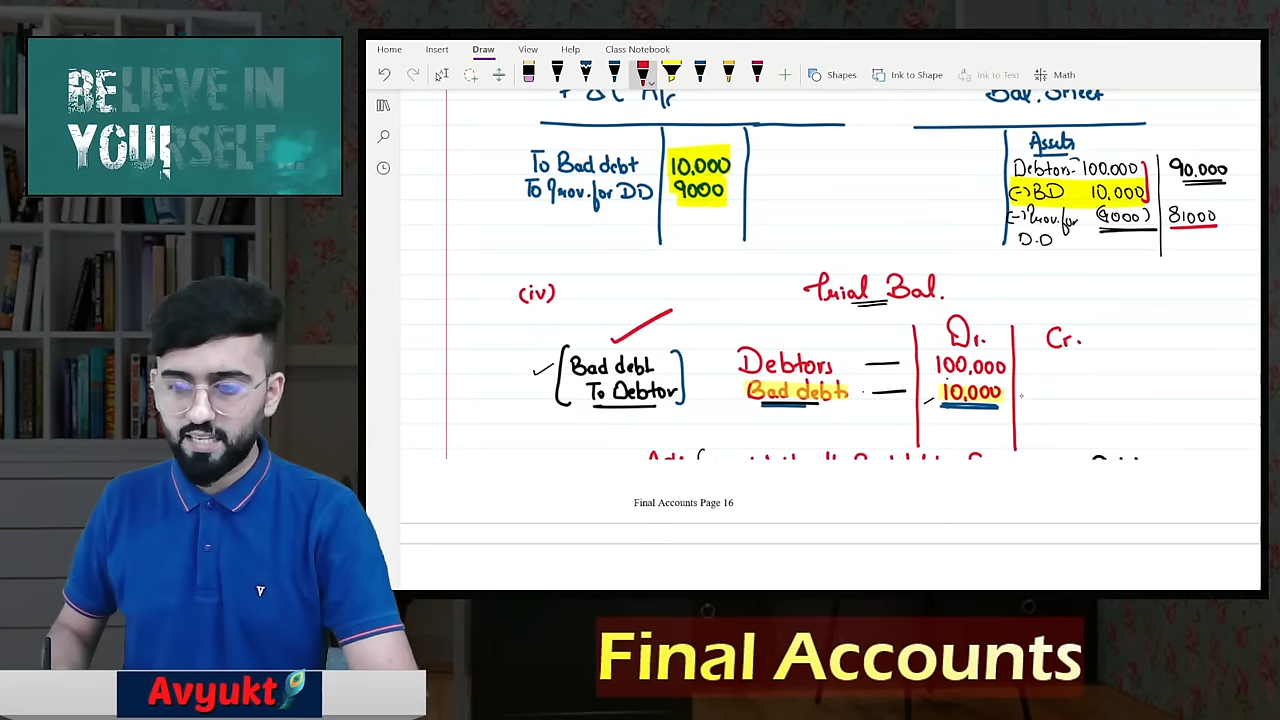 BELIEVE IN
YOURSELF...
Home Insert Draw View Help Class Notebook
Shapes Ink to Shape Ink to Text Math
P & L A/c
Bal. Sheet
To Bad debt 10,000
To Prov. for DD 9000
Assets
Debtors - 100.000
(-) BD 10,000 90.000
(-) Prov. for (9000) 81000
D.D
(iv) Trial Bal.
Dr. Cr.
Bad debt
To Debtor
Debtors — 100,000
Bad debts — 10,000
Final Accounts Page 16
Final Accounts
Avyukt